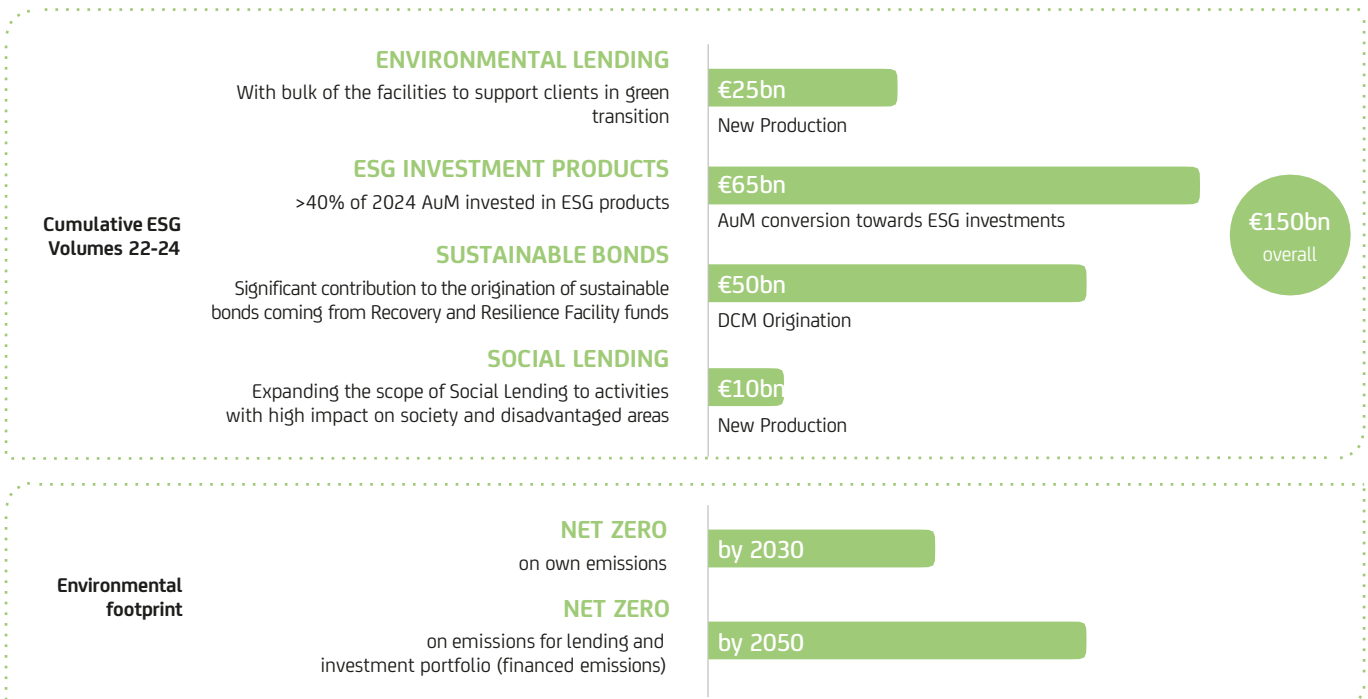 Cumulative ESG
Volumes 22-24
ENVIRONMENTAL LENDING
With bulk of the facilities to support clients in green
transition
€25bn
New Production
ESG INVESTMENT PRODUCTS
>40% of 2024 AuM invested in ESG products
€65bn
AuM conversion towards ESG investments
SUSTAINABLE BONDS
Significant contribution to the origination of sustainable
bonds coming from Recovery and Resilience Facility funds
€50bn
DCM Origination
SOCIAL LENDING
Expanding the scope of Social Lending to activities
with high impact on society and disadvantaged areas
€10bn
New Production
€150bn
overall
Environmental
footprint
NET ZERO
on own emissions
by 2030
NET ZERO
on emissions for lending and
investment portfolio (financed emissions)
by 2050